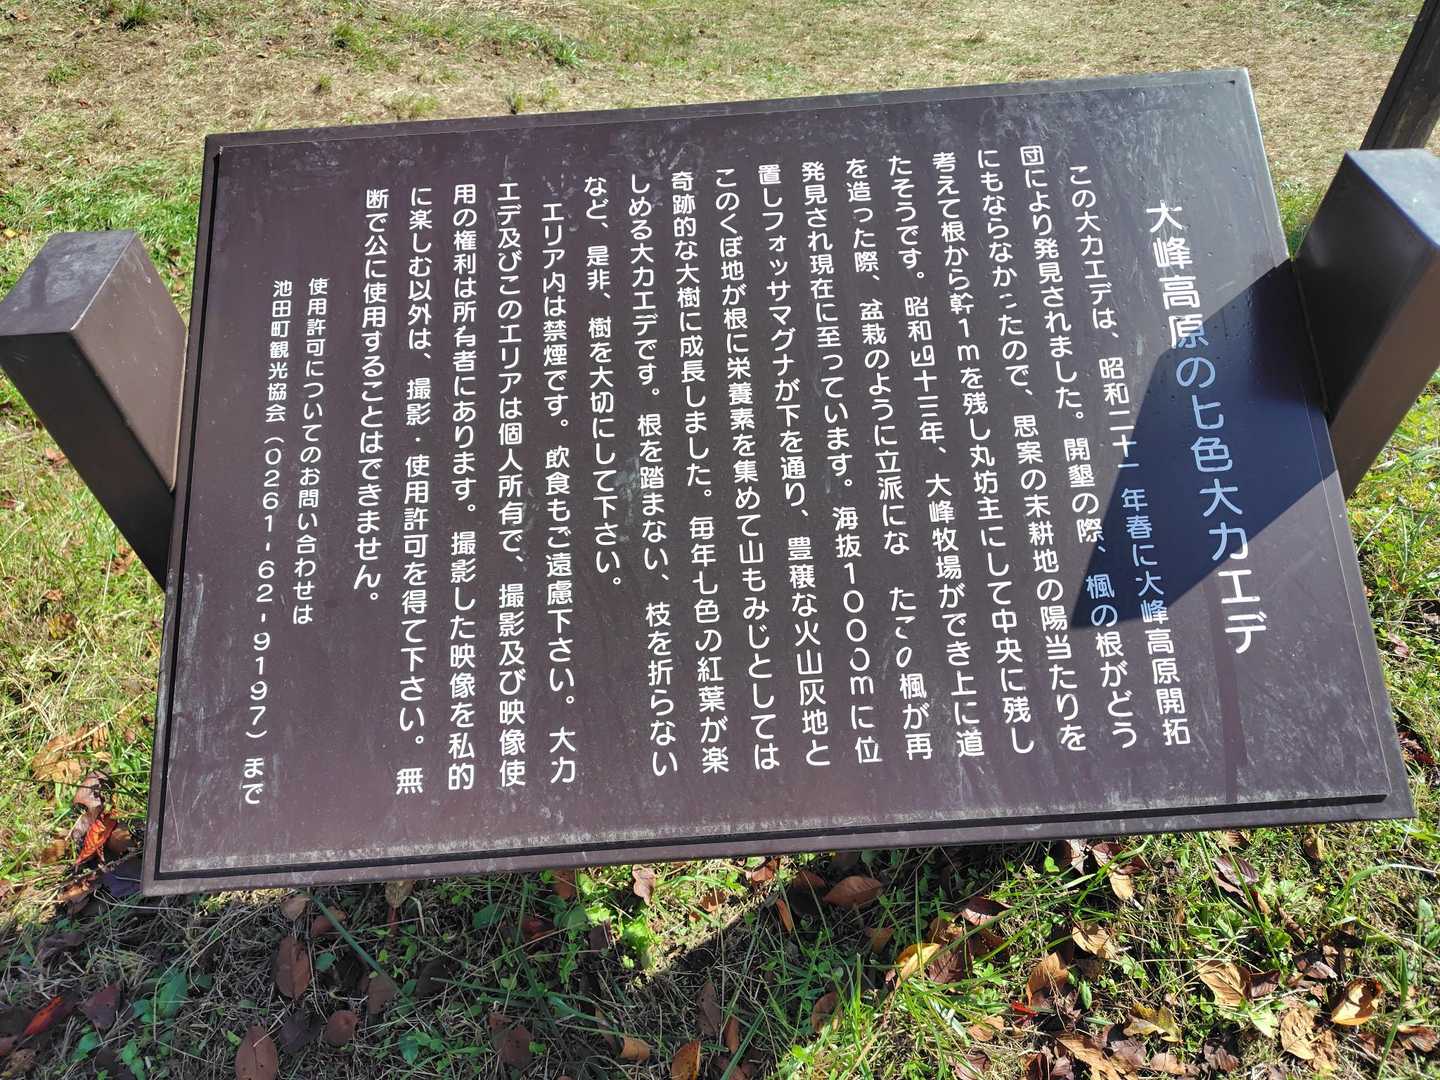 大峰高原の七色大カエデ
この大カエデは、昭和二十一年春に大峰高原開拓
団により発見されました。開墾の際、楓の根がどう
にもならなかったので、思案の末耕地の陽当たりを
考えて根から幹1mを残し丸坊主にして中央に残し
たそうです。昭和四十三年、大峰牧場ができ上に道
を造った際、盆栽のように立派にな たこの楓が再
発見され現在に至っています。海抜1000mに位
置しフォッサマグナが下を通り、豊穣な火山灰地と
このくぼ地が根に栄養素を集めて山もみじとしては
奇跡的な大樹に成長しました。毎年七色の紅葉が楽
しめる大カエデです。根を踏まない、枝を折らない
など、是非、樹を大切にして下さい。
エリア内は禁煙です。飲食もご遠慮下さい。大カ
エデ及びこのエリアは個人所有で、撮影及び映像使
用の権利は所有者にあります。撮影した映像を私的
に楽しむ以外は、撮影・使用許可を得て下さい。無
断で公に使用することはできません。
使用許可についてのお問い合わせは
池田町観光協会（0261-62-9197）まで